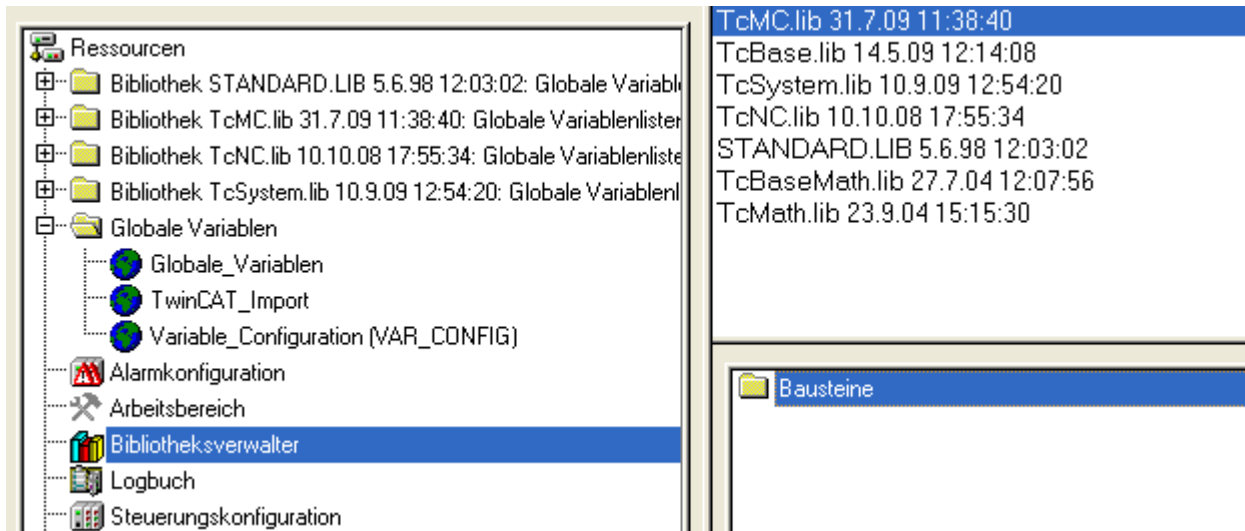 Ressourcen
Bibliothek STANDARD.LIB 5.6.98 12:03:02: Globale Variabl
Bibliothek TcMC.lib 31.7.09 11:38:40: Globale Variablenlister
Bibliothek TcNC.lib 10.10.08 17:55:34: Globale Variablenliste
Bibliothek TcSystem.lib 10.9.09 12:54:20: Globale Variablenl
Globale Variablen
Globale_Variablen
TwinCAT_Import
Variable_Configuration (VAR_CONFIG)
Alarmkonfiguration
Arbeitsbereich
Bibliotheksverwalter
Logbuch
Steuerungskonfiguration
TcMC.lib 31.7.09 11:38:40
TcBase.lib 14.5.09 12:14:08
TcSystem.lib 10.9.09 12:54:20
TcNC.lib 10.10.08 17:55:34
STANDARD.LIB 5.6.98 12:03:02
TcBaseMath.lib 27.7.04 12:07:56
TcMath.lib 23.9.04 15:15:30
Bausteine